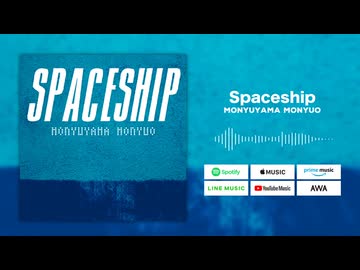 SPACESHIP
MONYUYAMA MONYUO
Spaceship
MONYUYAMA MONYUO
Spotify
MUSIC
prime music
LINE MUSIC
YouTube Music
AWA